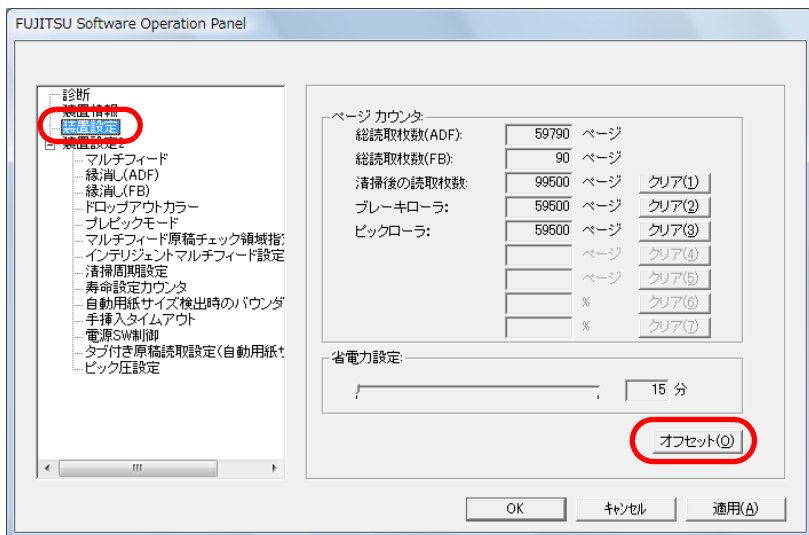 FUJITSU Software Operation Panel
診断
装置情報
装置設定
装置設定2
マルチフィード
縁消し(ADF)
縁消し(FB)
ドロップアウトカラー
プレピックモード
マルチフィード原稿チェック領域指
インテリジェントマルチフィード設定
清掃周期設定
寿命設定カウンタ
自動用紙サイズ検出時のバウンダ
手挿入タイムアウト
電源SW制御
タブ付き原稿読取設定(自動用紙サ
ピック圧設定
ページ カウンタ
総読取枚数(ADF): 59790 ページ
総読取枚数(FB): 90 ページ
清掃後の読取枚数: 99500 ページ クリア(1)
ブレーキローラ: 59500 ページ クリア(2)
ピックローラ: 59500 ページ クリア(3)
ページ クリア(4)
ページ クリア(5)
% クリア(6)
% クリア(7)
省電力設定:
15 分
オフセット(O)
OK キャンセル 適用(A)